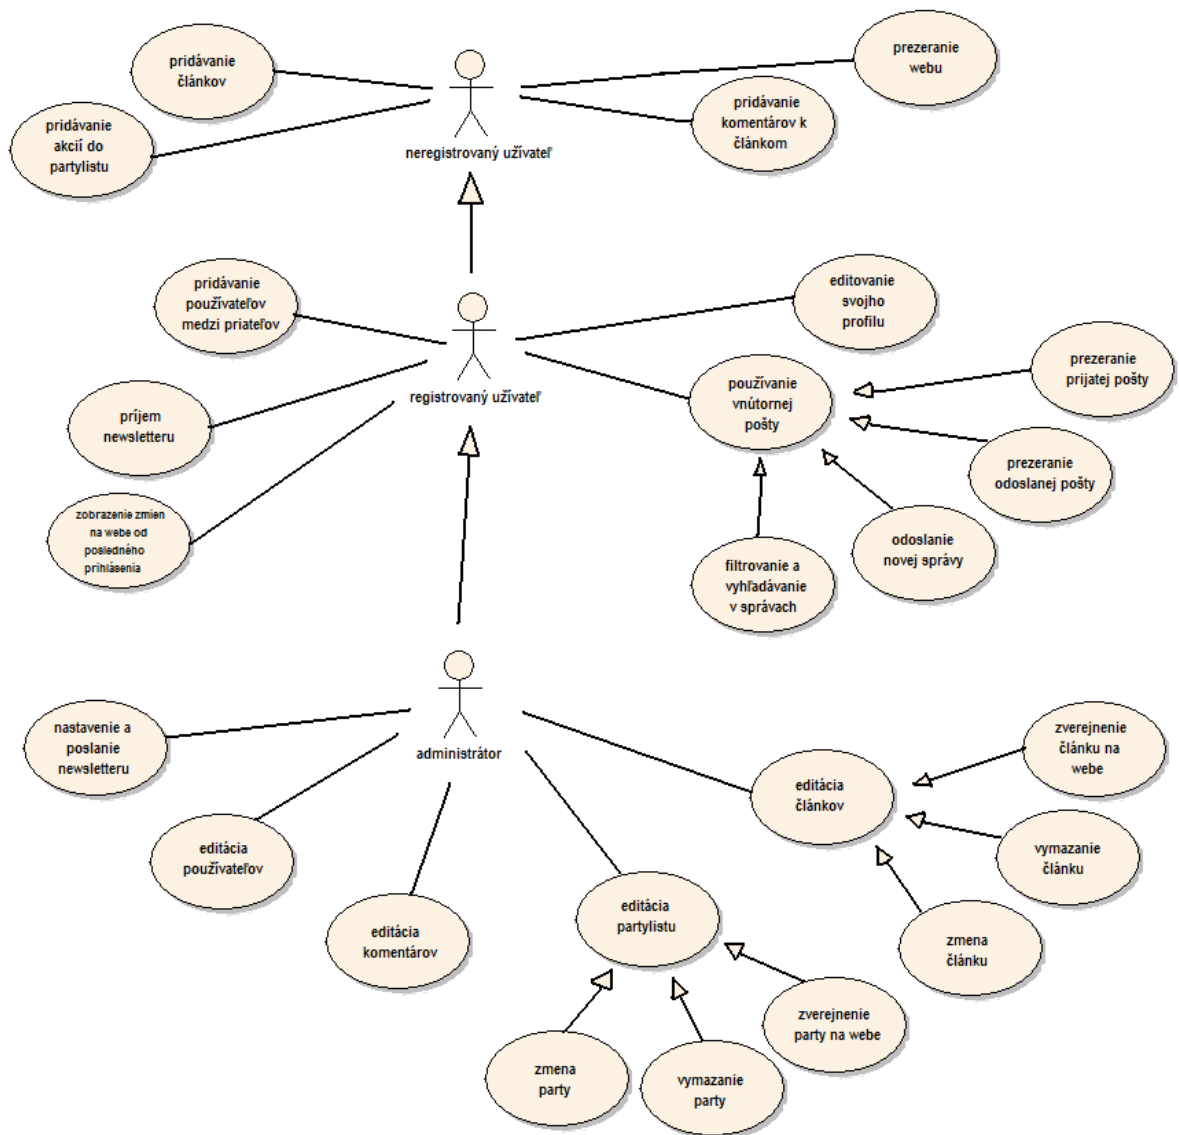 pridávanie
článkov
prezeranie
webu
pridávanie
akcií do
partylistu
pridávanie
komentárov k
článkom
neregistrovaný užívateľ
pridávanie
používateľov
medzi priateľov
editovanie
svojho
profilu
registrovaný užívateľ
používanie
vnútornej
pošty
prezeranie
prijatej pošty
príjem
newsletteru
prezeranie
odoslanej pošty
zobrazenie zmien
na webe od
posledného
prihlásenia
odoslanie
novej správy
filtrovanie a
vyhľadávanie
v správach
administrátor
nastavenie a
poslanie
newsletteru
zverejnenie
článku na
webe
editácia
článkov
editácia
používateľov
vymazanie
článku
editácia
komentárov
editácia
partylistu
zmena
článku
zverejnenie
party na webe
zmena
party
vymazanie
party